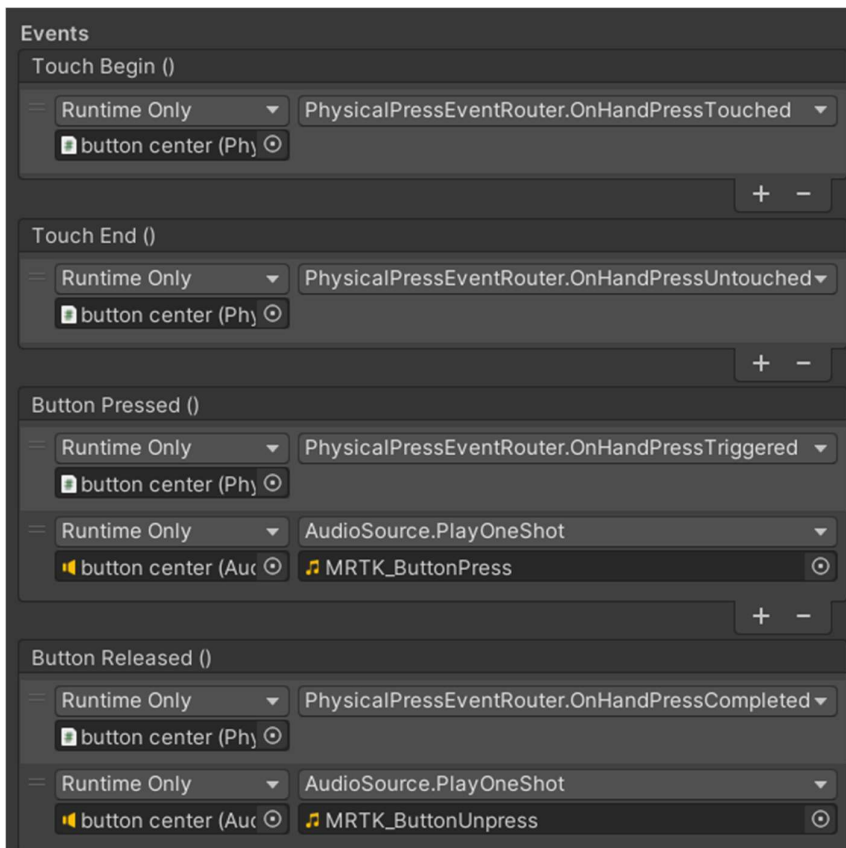 Events
Touch Begin ()
Runtime Only PhysicalPressEventRouter.OnHandPressTouched
button center (Phy
+ −
Touch End ()
Runtime Only PhysicalPressEventRouter.OnHandPressUntouched
button center (Phy
+ −
Button Pressed ()
Runtime Only PhysicalPressEventRouter.OnHandPressTriggered
button center (Phy
Runtime Only AudioSource.PlayOneShot
button center (Auc MRTK_ButtonPress
+ −
Button Released ()
Runtime Only PhysicalPressEventRouter.OnHandPressCompleted
button center (Phy
Runtime Only AudioSource.PlayOneShot
button center (Auc MRTK_ButtonUnpress